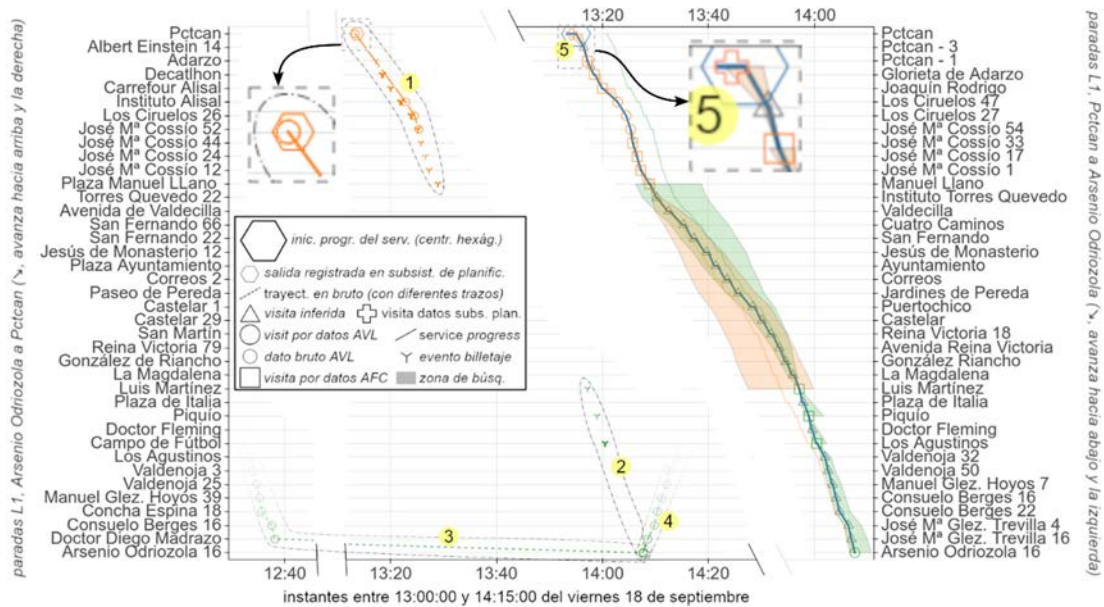 13:20 13:40 14:00
paradas L1, Arsenio Odriozola a Pctcan (↘, avanza hacia arriba y la derecha)
Pctcan
Albert Einstein 14
Adarzo
Decatlhon
Carrefour Alisal
Instituto Alisal
Los Ciruelos 26
José Mª Cossío 52
José Mª Cossío 44
José Mª Cossío 24
José Mª Cossío 12
Plaza Manuel LLano
Torres Quevedo 22
Avenida de Valdecilla
San Fernando 66
San Fernando 22
Jesús de Monasterio 12
Plaza Ayuntamiento
Correos 2
Paseo de Pereda
Castelar 1
Castelar 29
San Martín
Reina Victoria 79
González de Riancho
La Magdalena
Luis Martínez
Plaza de Italia
Piquío
Doctor Fleming
Campo de Fútbol
Los Agustinos
Valdenoja 3
Valdenoja 25
Manuel Glez. Hoyos 39
Concha Espina 18
Consuelo Berges 16
Doctor Diego Madrazo
Arsenio Odriozola 16
1
5
5
inic. progr. del serv. (centr. hexág.)
salida registrada en subsist. de planific.
trayect. en bruto (con diferentes trazos)
visita inferida visita datos subs. plan.
visit por datos AVL service progress
dato bruto AVL evento billetaje
visita por datos AFC zona de búsq.
2
3
4
Pctcan
Pctcan - 3
Pctcan - 1
Glorieta de Adarzo
Joaquín Rodrigo
Los Ciruelos 47
Los Ciruelos 27
José Mª Cossío 54
José Mª Cossío 33
José Mª Cossío 17
José Mª Cossío 1
Manuel Llano
Instituto Torres Quevedo
Valdecilla
Cuatro Caminos
San Fernando
Jesús de Monasterio
Ayuntamiento
Correos
Jardines de Pereda
Puertochico
Castelar
Reina Victoria 18
Avenida Reina Victoria
González Riancho
La Magdalena
Luis Martínez
Plaza de Italia
Piquío
Doctor Fleming
Los Agustinos
Valdenoja 32
Valdenoja 50
Manuel Glez. Hoyos 7
Consuelo Berges 16
Consuelo Berges 22
José Mª Glez. Trevilla 4
José Mª Glez. Trevilla 16
Arsenio Odriozola 16
paradas L1, Pctcan a Arsenio Odriozola (↘, avanza hacia abajo y la izquierda)
12:40 13:20 13:40 14:00 14:20
instantes entre 13:00:00 y 14:15:00 del viernes 18 de septiembre